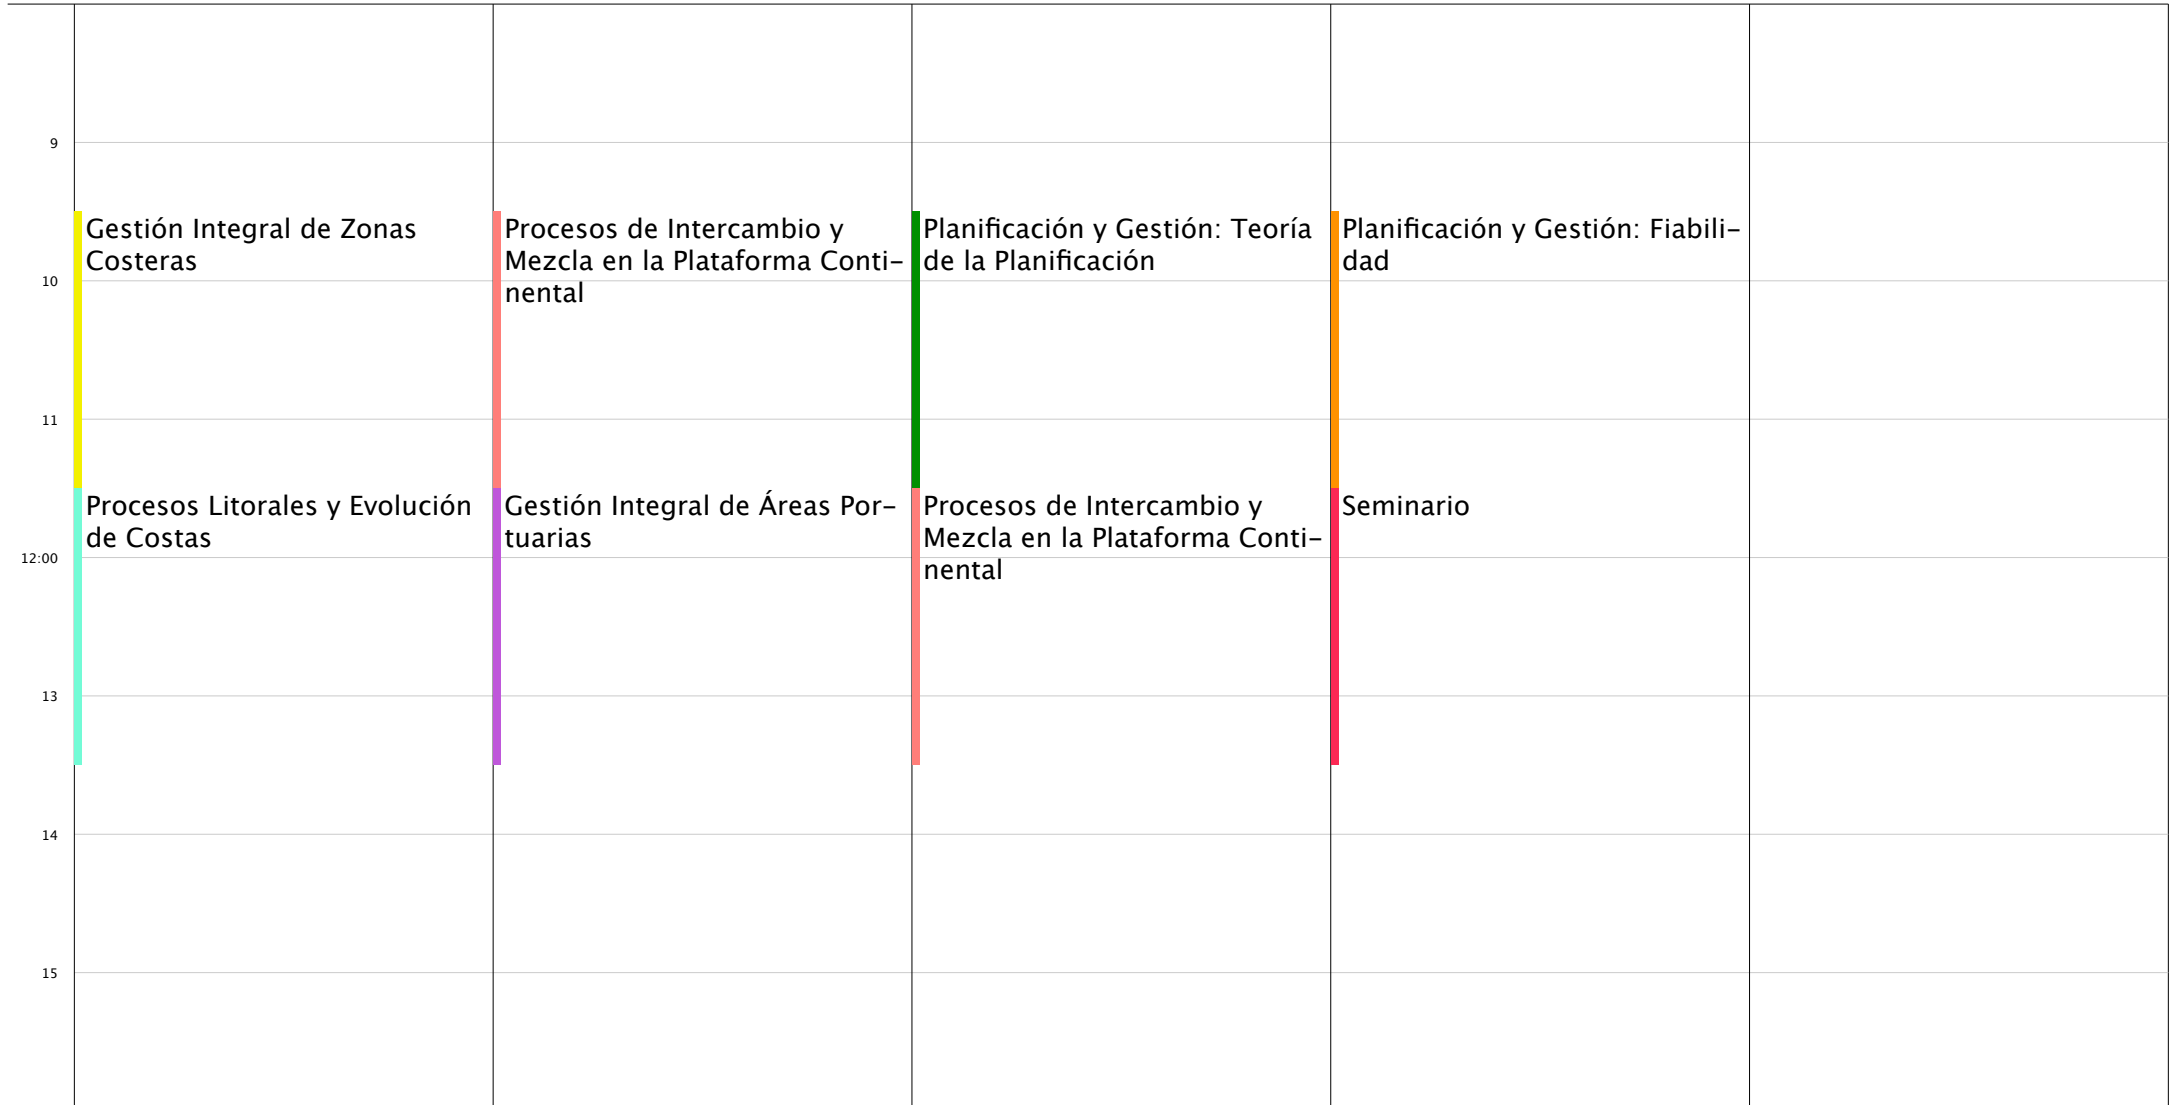 9
Gestión Integral de Zonas
Costeras
Procesos de Intercambio y
Mezcla en la Plataforma Conti-
nental
Planificación y Gestión: Teoría
de la Planificación
Planificación y Gestión: Fiabili-
dad
10
11
Procesos Litorales y Evolución
de Costas
Gestión Integral de Áreas Por-
tuarias
Procesos de Intercambio y
Mezcla en la Plataforma Conti-
nental
Seminario
12:00
13
14
15